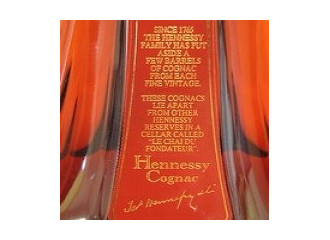 SINCE 1765
THE HENNESSY
FAMILY HAS PUT
ASIDE A
FEW BARRELS
OF COGNAC
FROM EACH
FINE VINTAGE.
THESE COGNACS
LIE APART
FROM OTHER
HENNESSY
RESERVES IN A
CELLAR CALLED
"LE CHAI DU
FONDATEUR".
Hennessy
Cognac